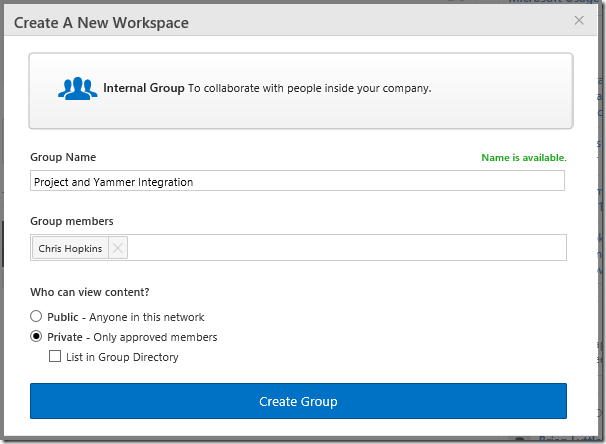 Create A New Workspace
Internal Group To collaborate with people inside your company.
Group Name
Name is available.
Project and Yammer Integration
Group members
Chris Hopkins
Who can view content?
Public - Anyone in this network
Private - Only approved members
List in Group Directory
Create Group